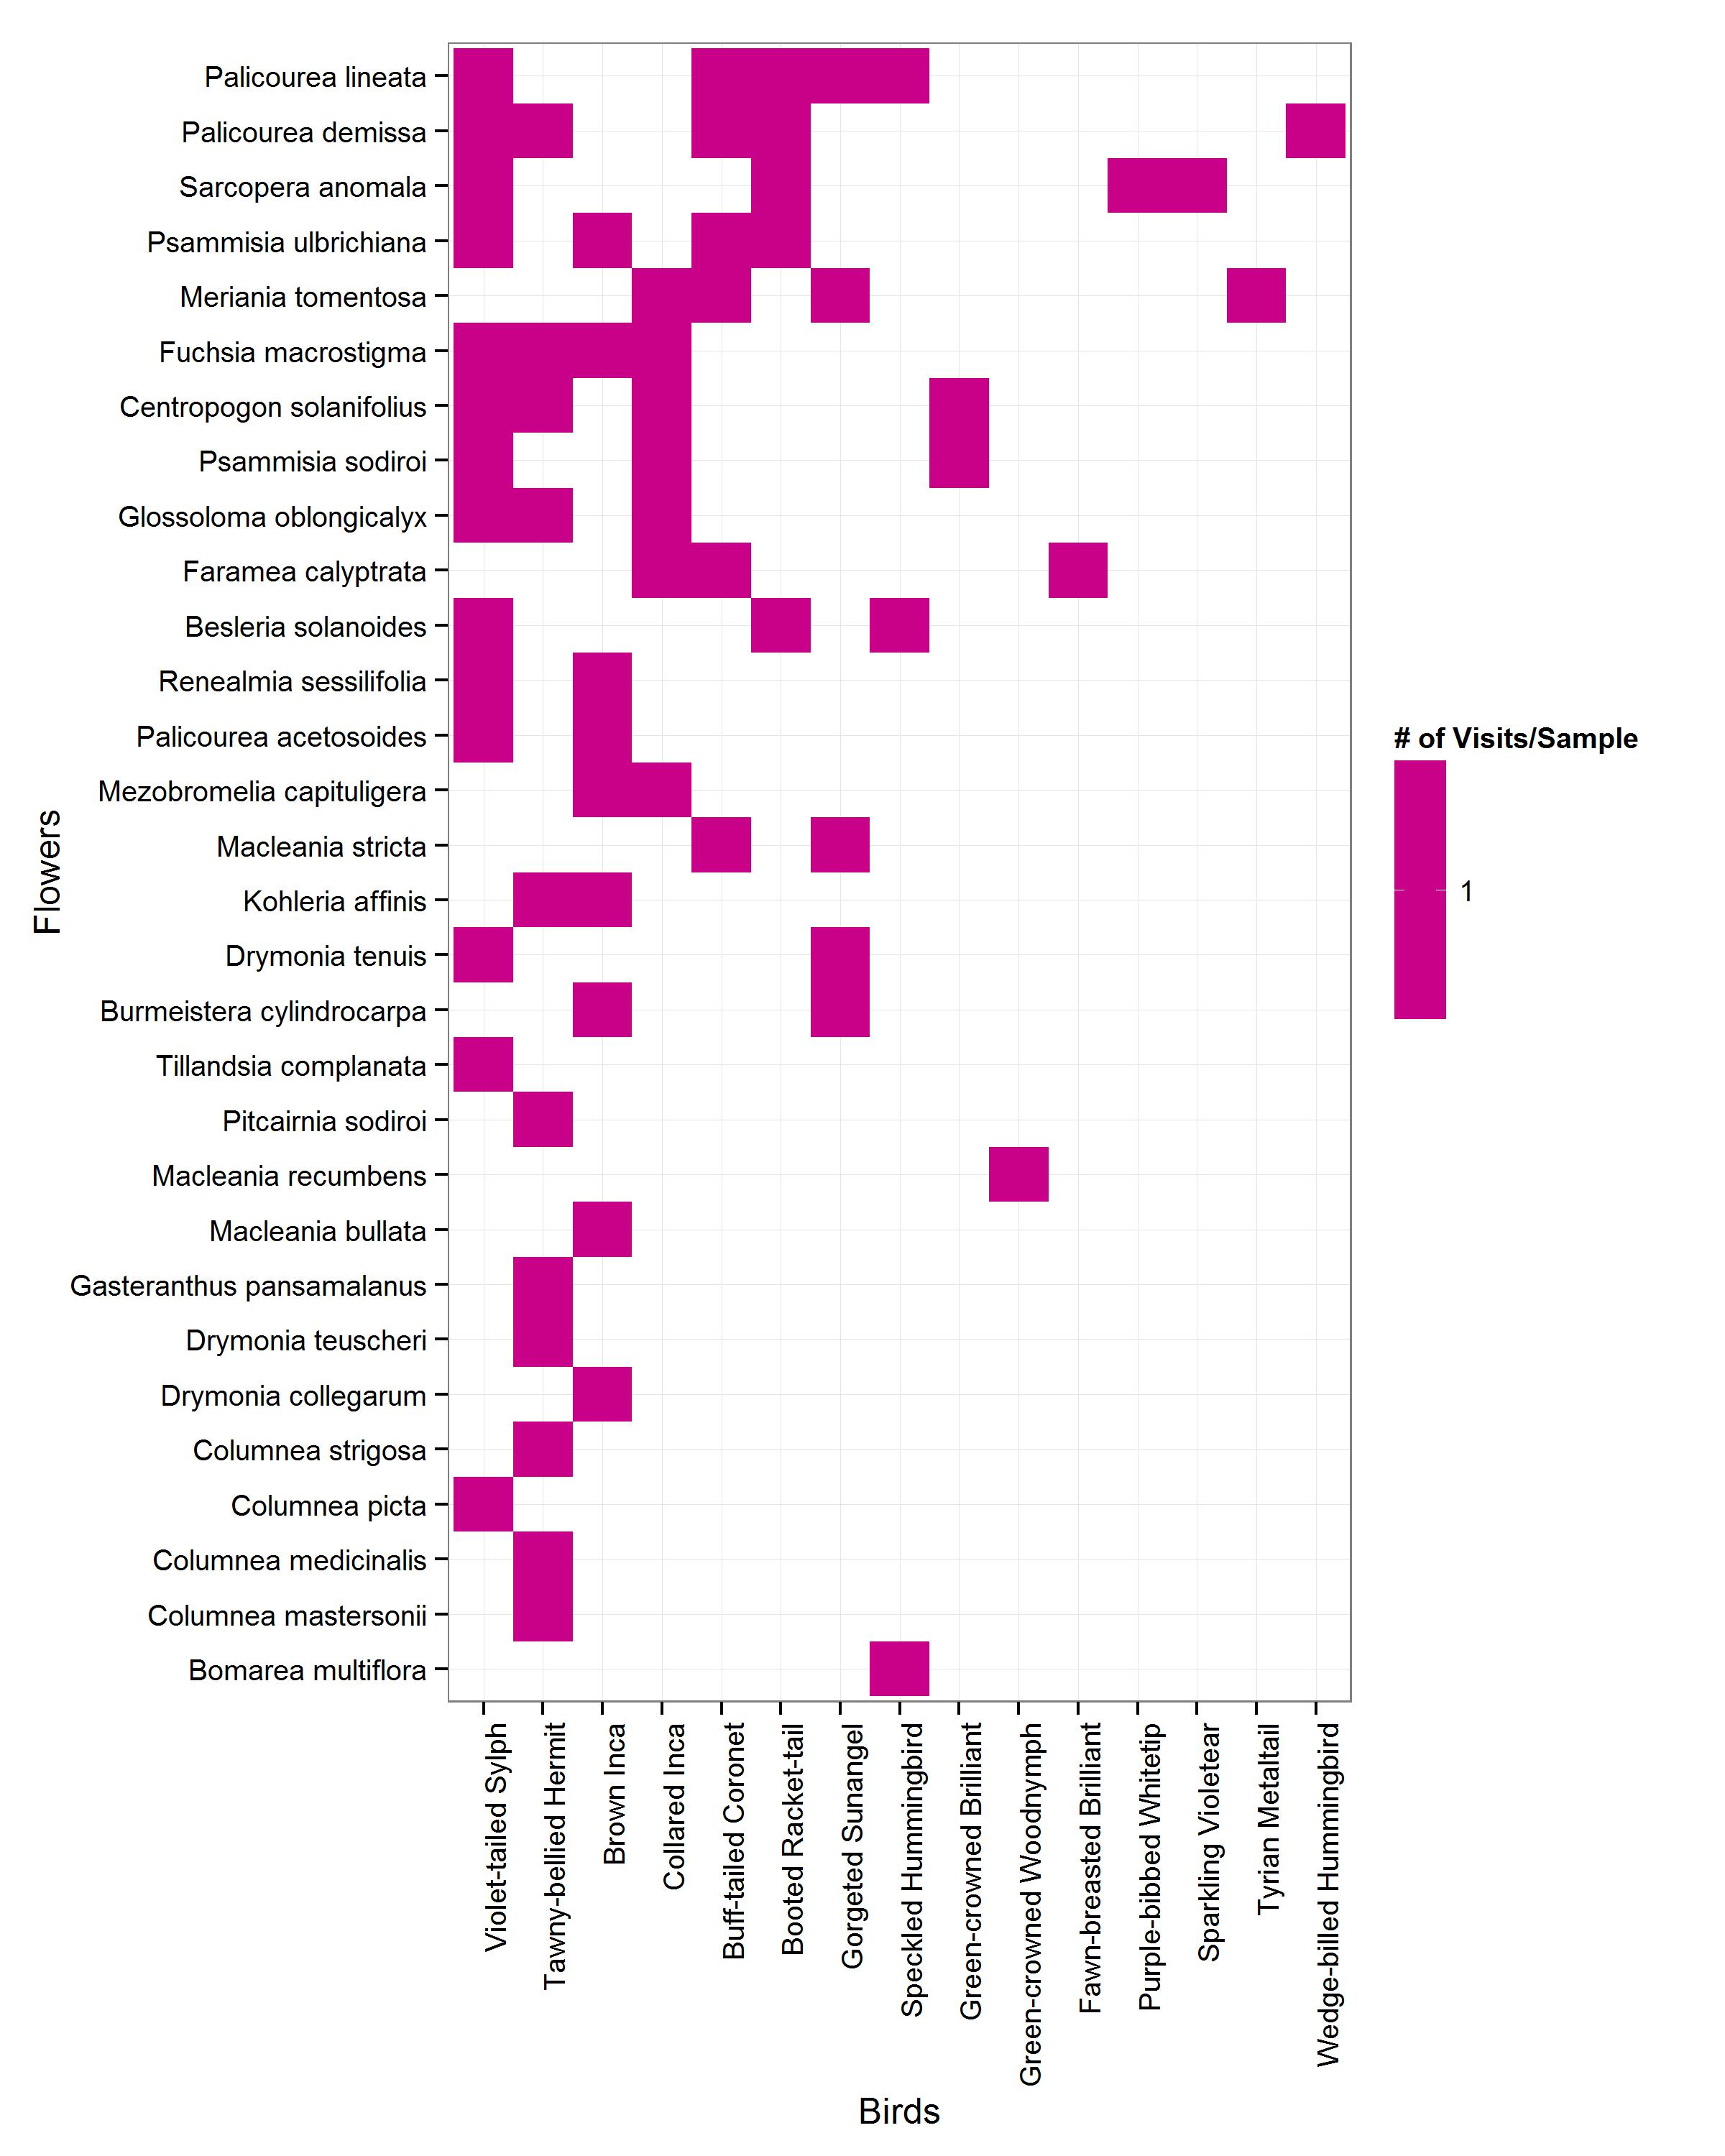 Palicourea lineata
Palicourea demissa
Sarcopera anomala
Psammisia ulbrichiana
Meriania tomentosa
Fuchsia macrostigma
Centropogon solanifolius
Psammisia sodiroi
Glossoloma oblongicalyx
Faramea calyptrata
Besleria solanoides
Renealmia sessilifolia
Palicourea acetosoides
Mezobromelia capituligera
Macleania stricta
Kohleria affinis
Drymonia tenuis
Burmeistera cylindrocarpa
Tillandsia complanata
Pitcairnia sodiroi
Macleania recumbens
Macleania bullata
Gasteranthus pansamalanus
Drymonia teuscheri
Drymonia collegarum
Columnea strigosa
Columnea picta
Columnea medicinalis
Columnea mastersonii
Bomarea multiflora
Flowers
Violet-tailed Sylph
Tawny-bellied Hermit
Brown Inca
Collared Inca
Buff-tailed Coronet
Booted Racket-tail
Gorgeted Sunangel
Speckled Hummingbird
Green-crowned Brilliant
Green-crowned Woodnymph
Fawn-breasted Brilliant
Purple-bibbed Whitetip
Sparkling Violetear
Tyrian Metaltail
Wedge-billed Hummingbird
Birds
# of Visits/Sample
1